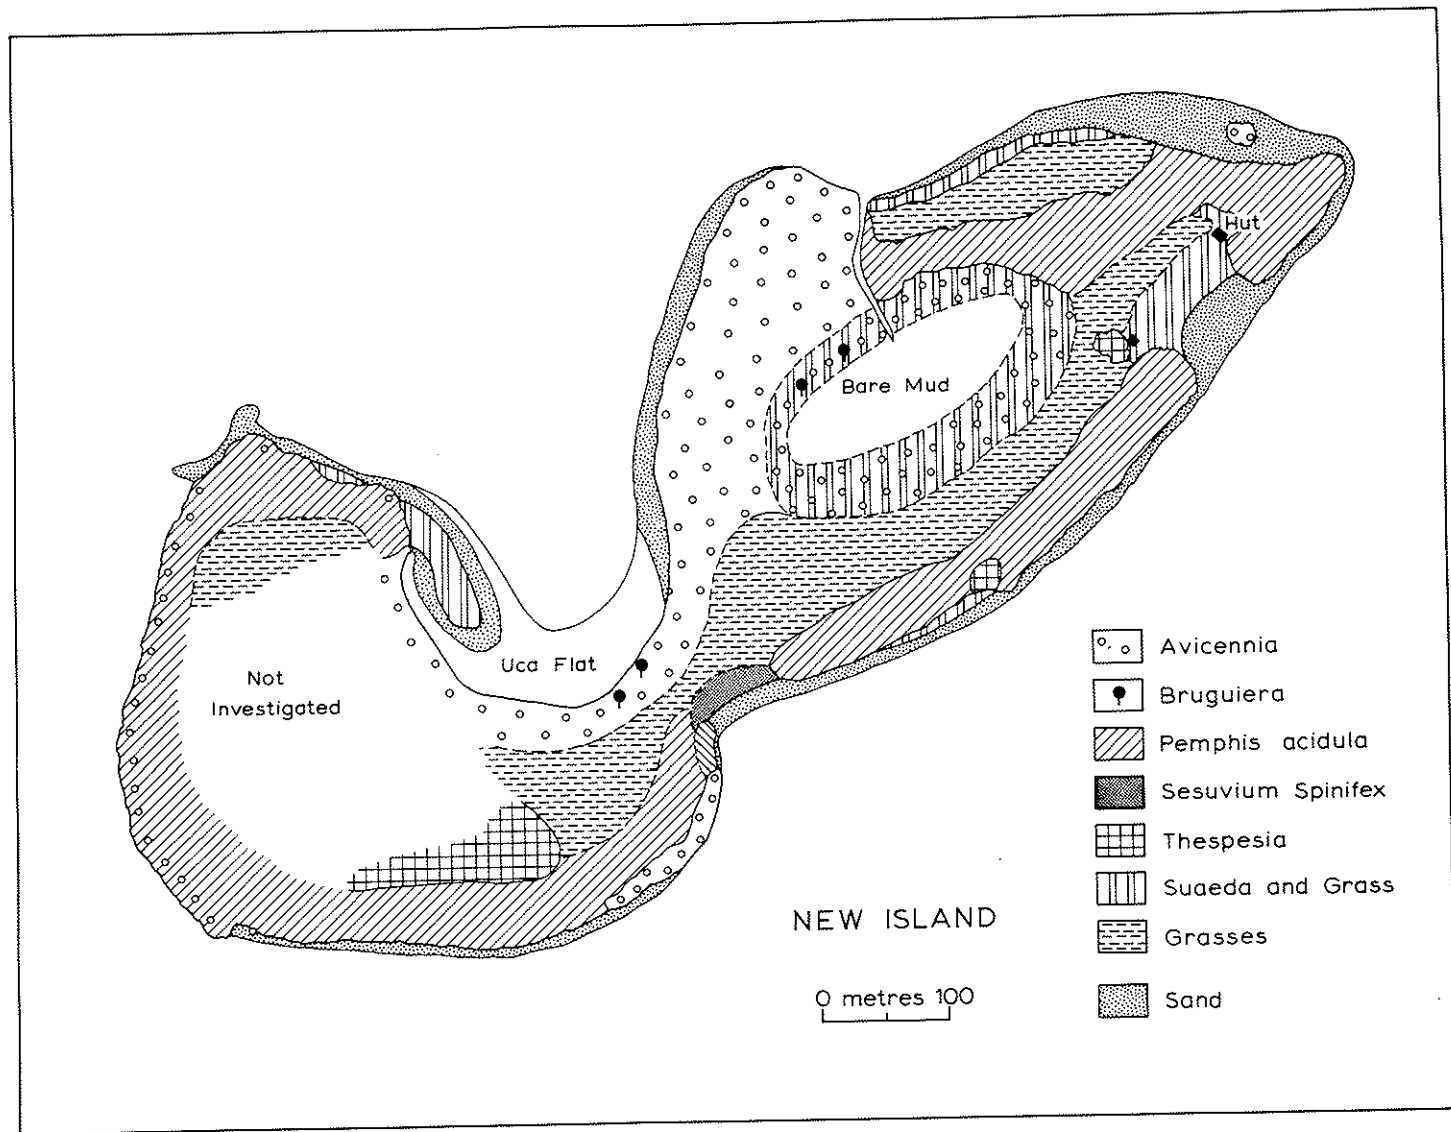 Hut
Bare Mud
Uca Flat
Not
Investigated
Avicennia
Bruguiera
Pemphis acidula
Sesuvium Spinifex
Thespesia
Suaeda and Grass
Grasses
Sand
NEW ISLAND
0 metres 100